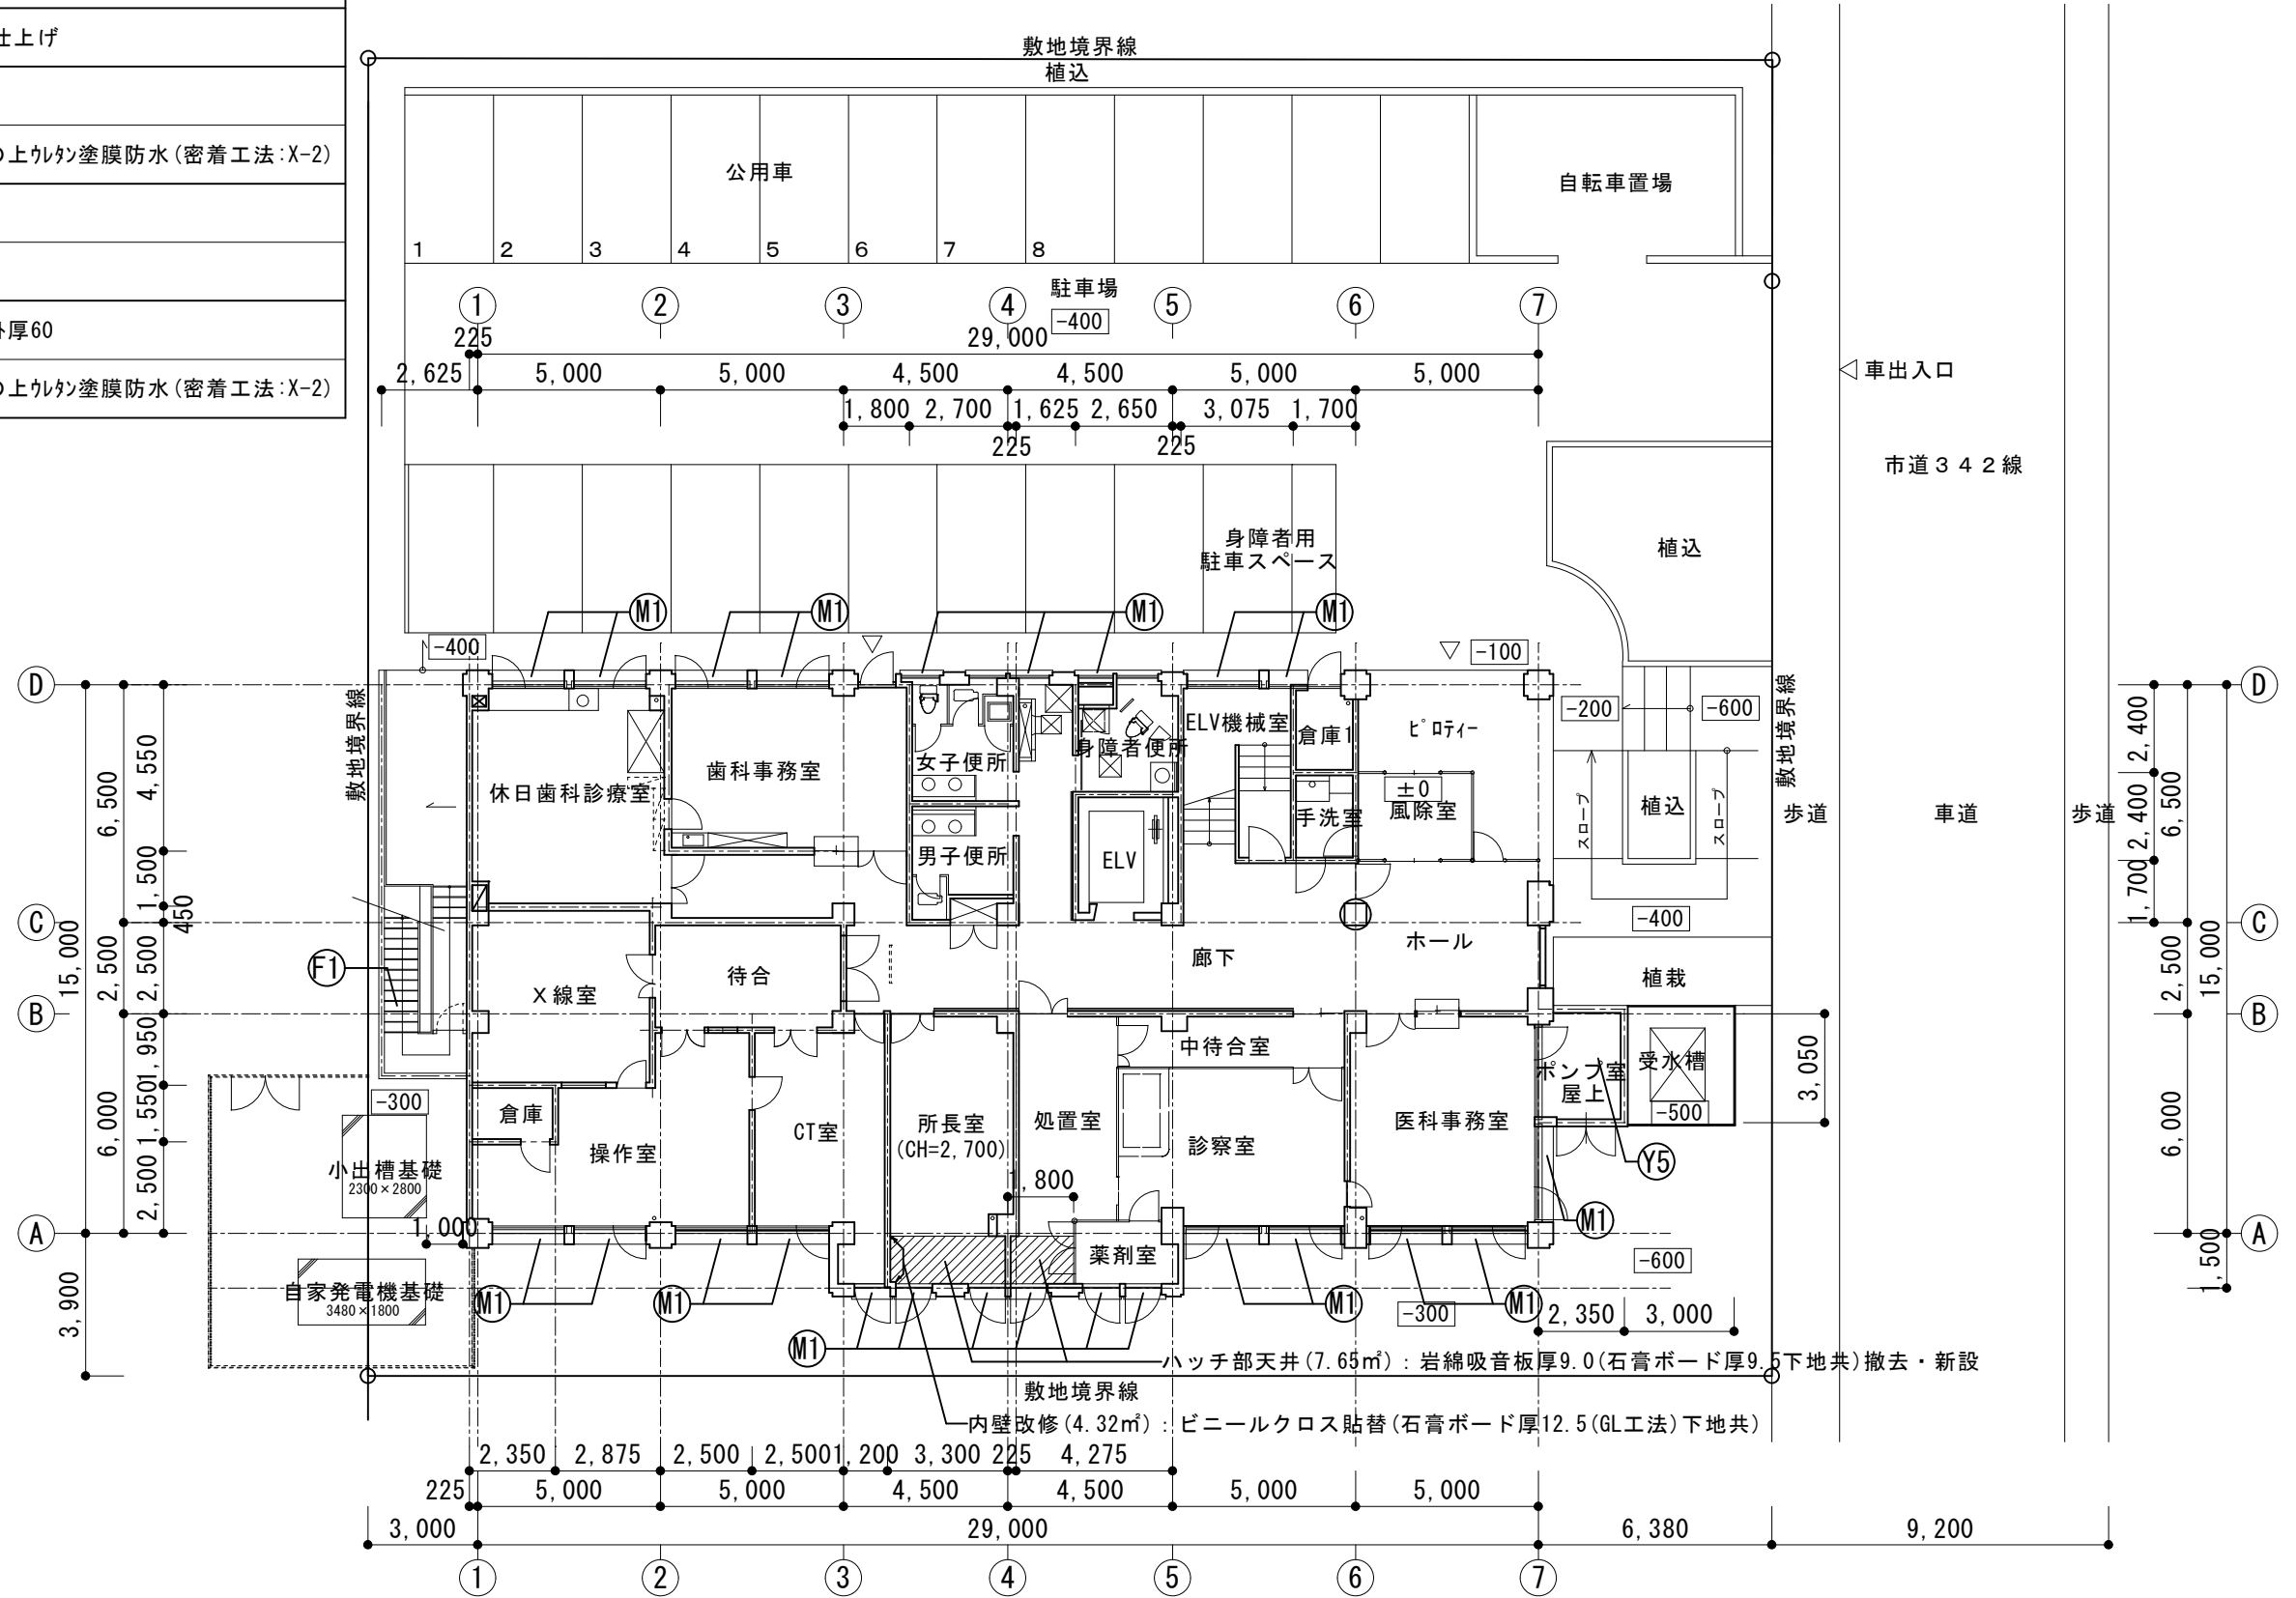 仕上げ
の上ｳﾚﾀﾝ塗膜防水(密着工法:X-2)
厚60
の上ｳﾚﾀﾝ塗膜防水(密着工法:X-2)
敷地境界線
植込
公用車
自転車置場
1 2 3 4 5 6 7 8
駐車場
-400
1 2 3 4 5 6 7
225 29,000
2,625 5,000 5,000 4,500 4,500 5,000 5,000
1,800 2,700 1,625 2,650 3,075 1,700
225 225
車出入口
市道３４２線
植込
身障者用
駐車スペース
M1 M1 M1 M1
-400 -100
D D
敷地境界線 敷地境界線
-200 -600
ELV機械室 倉庫1 ﾋﾟﾛﾃｨｰ
女子便所 身障者便所
休日歯科診療室 歯科事務室
±0
手洗室 風除室
スロープ 植込 スロープ
歩道 車道 歩道
男子便所 ELV
-400
C C
ホール
廊下
待合
F1
X線室
植栽
B B
中待合室
ポンプ室
屋上
受水槽
-500
3,050
-300
倉庫
操作室
CT室
所長室
(CH=2,700)
処置室
診察室
医科事務室
小出槽基礎
2300×2800
Y5
1,800
1,000
M1
A A
薬剤室
-600
自家発電機基礎
3480×1800
M1 M1 M1 M1
-300
2,350 3,000
M1
ハッチ部天井(7.65㎡)：岩綿吸音板厚9.0(石膏ボード厚9.5下地共)撤去・新設
敷地境界線
内壁改修(4.32㎡)：ビニールクロス貼替(石膏ボード厚12.5(GL工法)下地共)
15,000 3,900
6,500 2,500 6,000
4,550 1,500 450 2,500 1,950 1,550 2,500
2,400 2,400 1,700
6,500 2,500 6,000
15,000 1,500
2,350 2,875 2,500 2,500 1,200 3,300 225 4,275
225 5,000 5,000 4,500 4,500 5,000 5,000
3,000 29,000 6,380 9,200
1 2 3 4 5 6 7